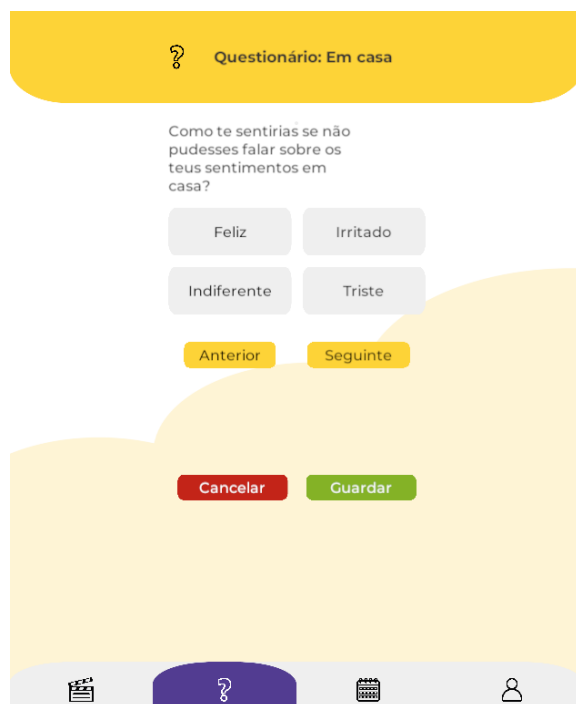 Questionário: Em casa
Como te sentirias se não
pudesses falar sobre os
teus sentimentos em
casa?
Feliz
Irritado
Indiferente
Triste
Anterior
Seguinte
Cancelar
Guardar